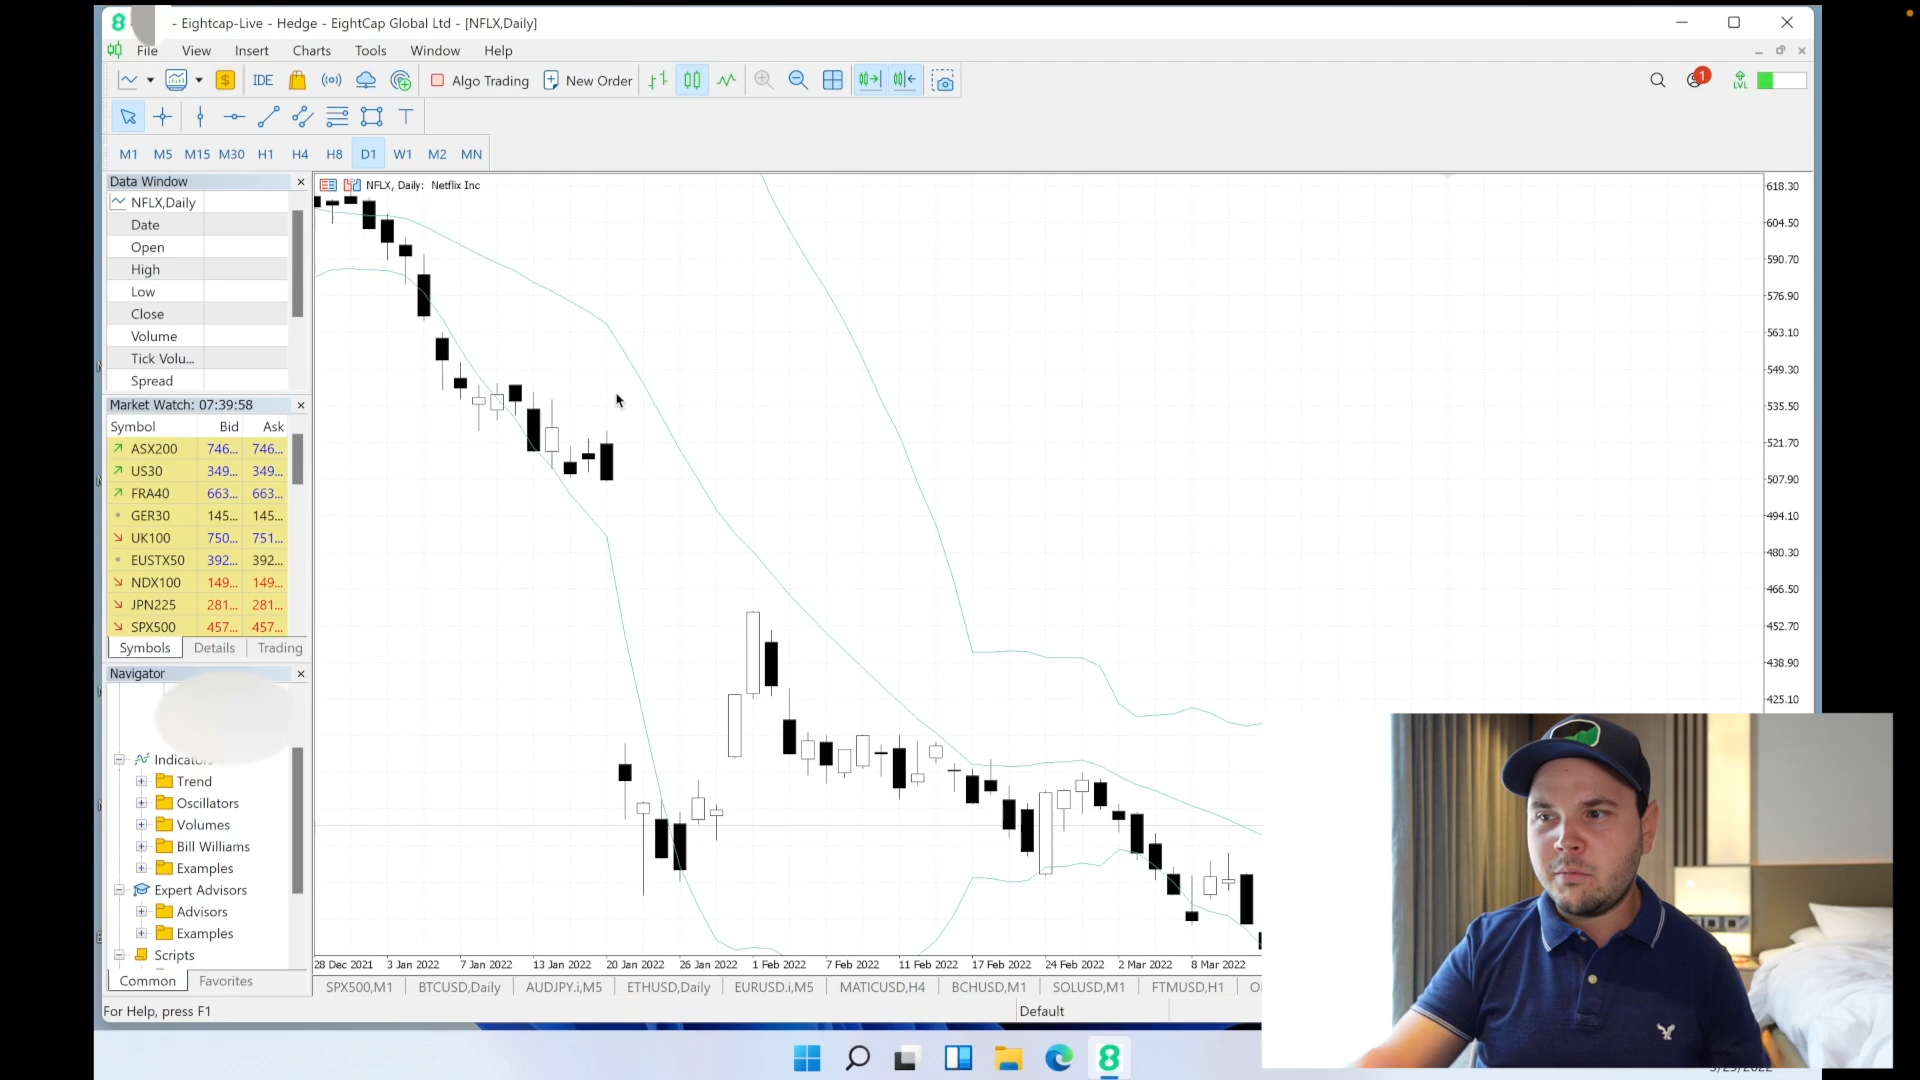 - Eightcap-Live - Hedge - EightCap Global Ltd - [NFLX,Daily]
File View Insert Charts Tools Window Help
IDE Algo Trading New Order 1 LVL
M1 M5 M15 M30 H1 H4 H8 D1 W1 M2 MN
Data Window
NFLX,Daily
Date
Open
High
Low
Close
Volume
Tick Volu...
Spread
Market Watch: 07:39:58
Symbol Bid Ask
ASX200 746... 746...
US30 349... 349...
FRA40 663... 663...
GER30 145... 145...
UK100 750... 751...
EUSTX50 392... 392...
NDX100 149... 149...
JPN225 281... 281...
SPX500 457... 457...
Symbols Details Trading
Navigator
Indicato
Trend
Oscillators
Volumes
Bill Williams
Examples
Expert Advisors
Advisors
Examples
Scripts
Common Favorites
NFLX, Daily: Netflix Inc
618.30
604.50
590.70
576.90
563.10
549.30
535.50
521.70
507.90
494.10
480.30
466.50
452.70
438.90
425.10
28 Dec 2021 3 Jan 2022 7 Jan 2022 13 Jan 2022 20 Jan 2022 26 Jan 2022 1 Feb 2022 7 Feb 2022 11 Feb 2022 17 Feb 2022 24 Feb 2022 2 Mar 2022 8 Mar 2022
SPX500,M1 BTCUSD,Daily AUDJPY.i,M5 ETHUSD,Daily EURUSD.i,M5 MATICUSD,H4 BCHUSD,M1 SOLUSD,M1 FTMUSD,H1
For Help, press F1 Default